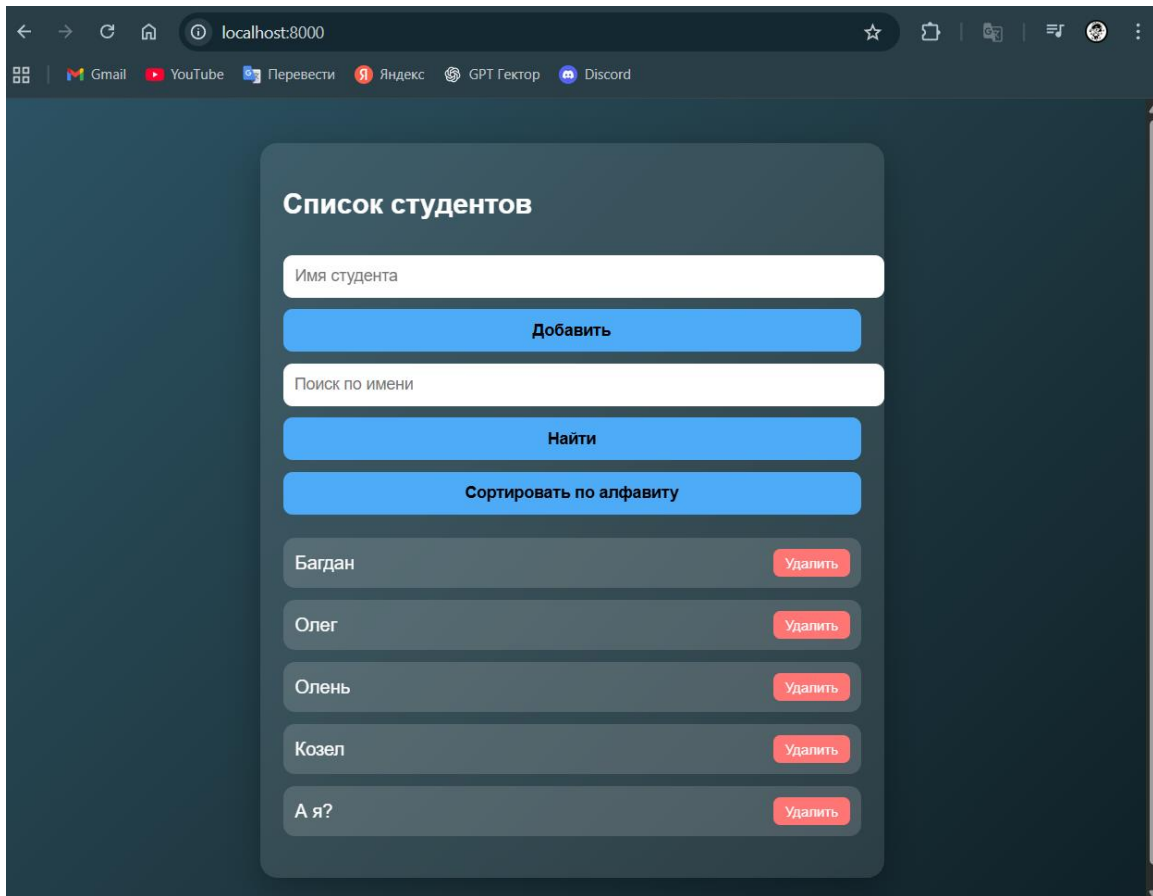 localhost:8000
Gmail YouTube Перевести Яндекс GPT Гектор Discord
Список студентов
Имя студента
Добавить
Поиск по имени
Найти
Сортировать по алфавиту
Багдан Удалить
Олег Удалить
Олень Удалить
Козел Удалить
А я? Удалить